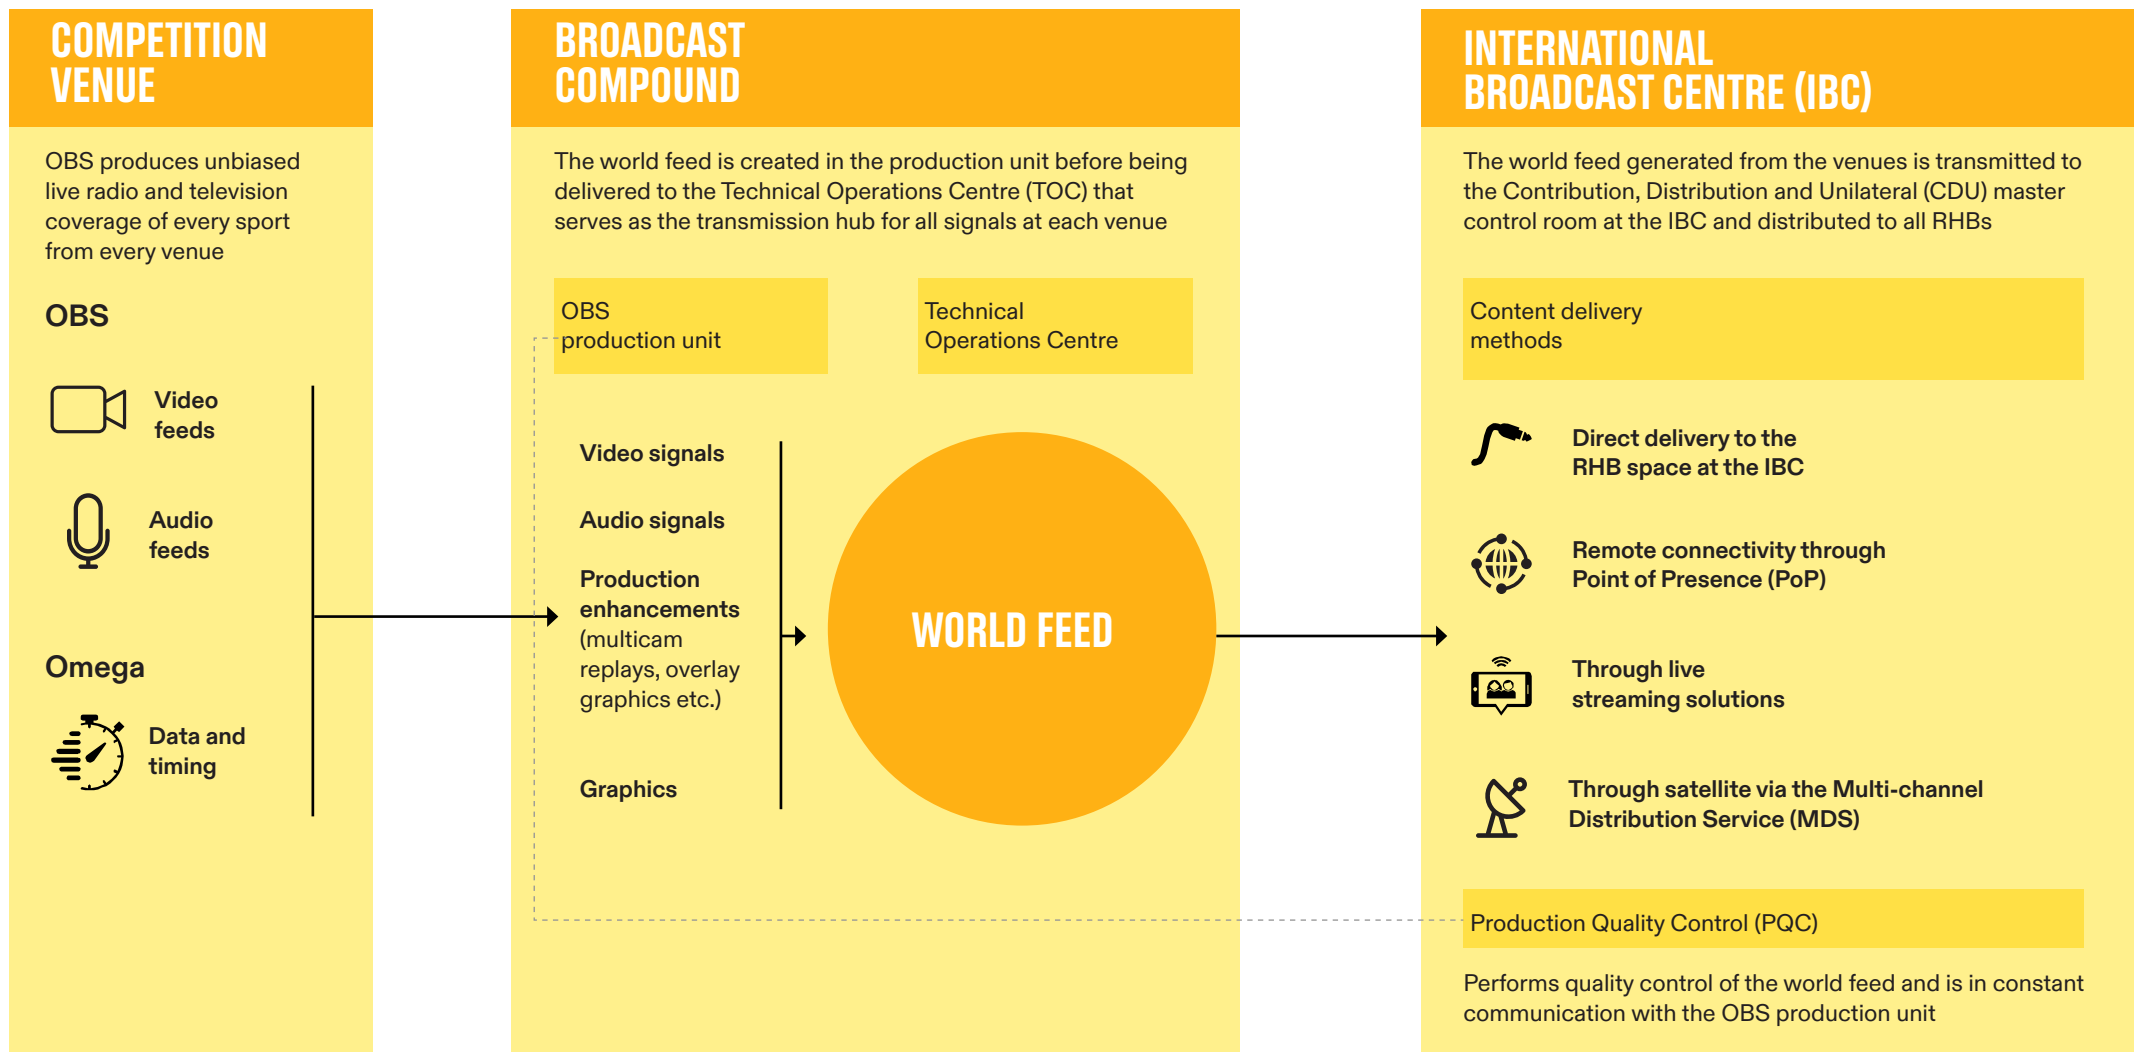 COMPETITION
VENUE
OBS produces unbiased
live radio and television
coverage of every sport
from every venue
OBS
Video
feeds
Audio
feeds
Omega
Data and
timing
BROADCAST
COMPOUND
The world feed is created in the production unit before being
delivered to the Technical Operations Centre (TOC) that
serves as the transmission hub for all signals at each venue
OBS
production unit
Technical
Operations Centre
Video signals
Audio signals
Production
enhancements
(multicam
replays, overlay
graphics etc.)
Graphics
WORLD FEED
INTERNATIONAL
BROADCAST CENTRE (IBC)
The world feed generated from the venues is transmitted to
the Contribution, Distribution and Unilateral (CDU) master
control room at the IBC and distributed to all RHBs
Content delivery
methods
Direct delivery to the
RHB space at the IBC
Remote connectivity through
Point of Presence (PoP)
Through live
streaming solutions
Through satellite via the Multi-channel
Distribution Service (MDS)
Production Quality Control (PQC)
Performs quality control of the world feed and is in constant
communication with the OBS production unit